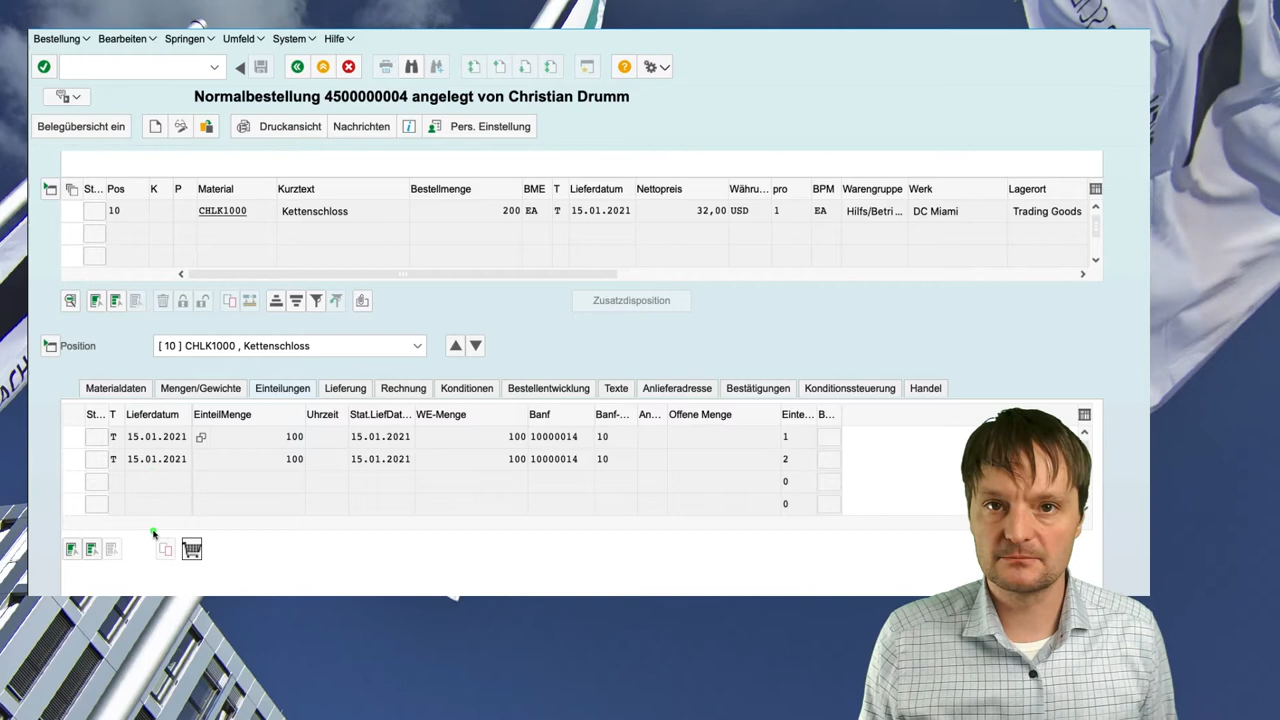 Bestellung Bearbeiten Springen Umfeld System Hilfe
Normalbestellung 4500000004 angelegt von Christian Drumm
Belegübersicht ein Druckansicht Nachrichten Pers. Einstellung
St... Pos K P Material Kurztext Bestellmenge BME T Lieferdatum Nettopreis Währu... pro BPM Warengruppe Werk Lagerort
10 CHLK1000 Kettenschloss 200 EA T 15.01.2021 32,00 USD 1 EA Hilfs/Betri ... DC Miami Trading Goods
Zusatzdisposition
Position [ 10 ] CHLK1000 , Kettenschloss
Materialdaten Mengen/Gewichte Einteilungen Lieferung Rechnung Konditionen Bestellentwicklung Texte Anlieferadresse Bestätigungen Konditionssteuerung Handel
St... T Lieferdatum EinteilMenge Uhrzeit Stat.LiefDat... WE-Menge Banf Banf-... An... Offene Menge Einte... B...
T 15.01.2021 100 15.01.2021 100 10000014 10 1
T 15.01.2021 100 15.01.2021 100 10000014 10 2
0
0